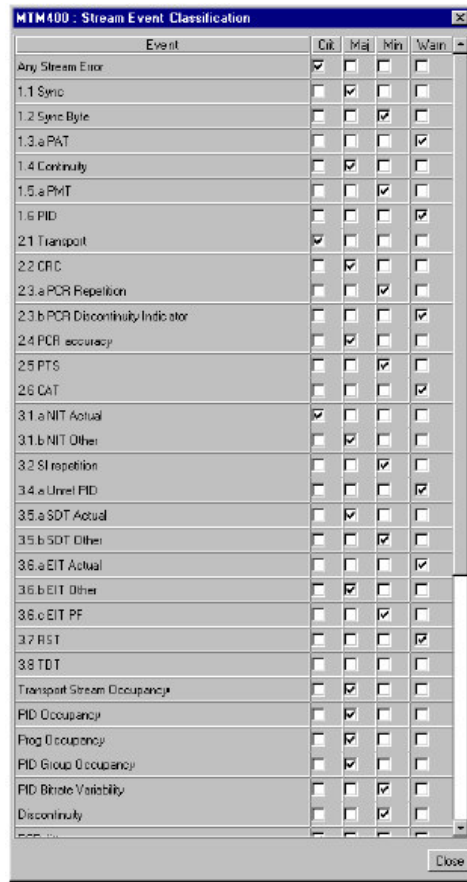 MTM400 : Stream Event Classification
Event Crit Maj Min Warn
Any Stream Error
1.1 Sync
1.2 Sync Byte
1.3.a PAT
1.4 Continuity
1.5.a PMT
1.6 PID
2.1 Transport
2.2 CRC
2.3.a PCR Repetition
2.3.b PCR Discontinuity Indicator
2.4 PCR accuracy
2.5 PTS
2.6 CAT
3.1.a NIT Actual
3.1.b NIT Other
3.2 SI repetition
3.4.a Unref PID
3.5.a SDT Actual
3.5.b SDT Other
3.6.a EIT Actual
3.6.b EIT Other
3.6.c EIT PF
3.7 RST
3.8 TDT
Transport Stream Occupancy
PID Occupancy
Prog Occupancy
PID Group Occupancy
PID Bitrate Variability
Discontinuity
Close